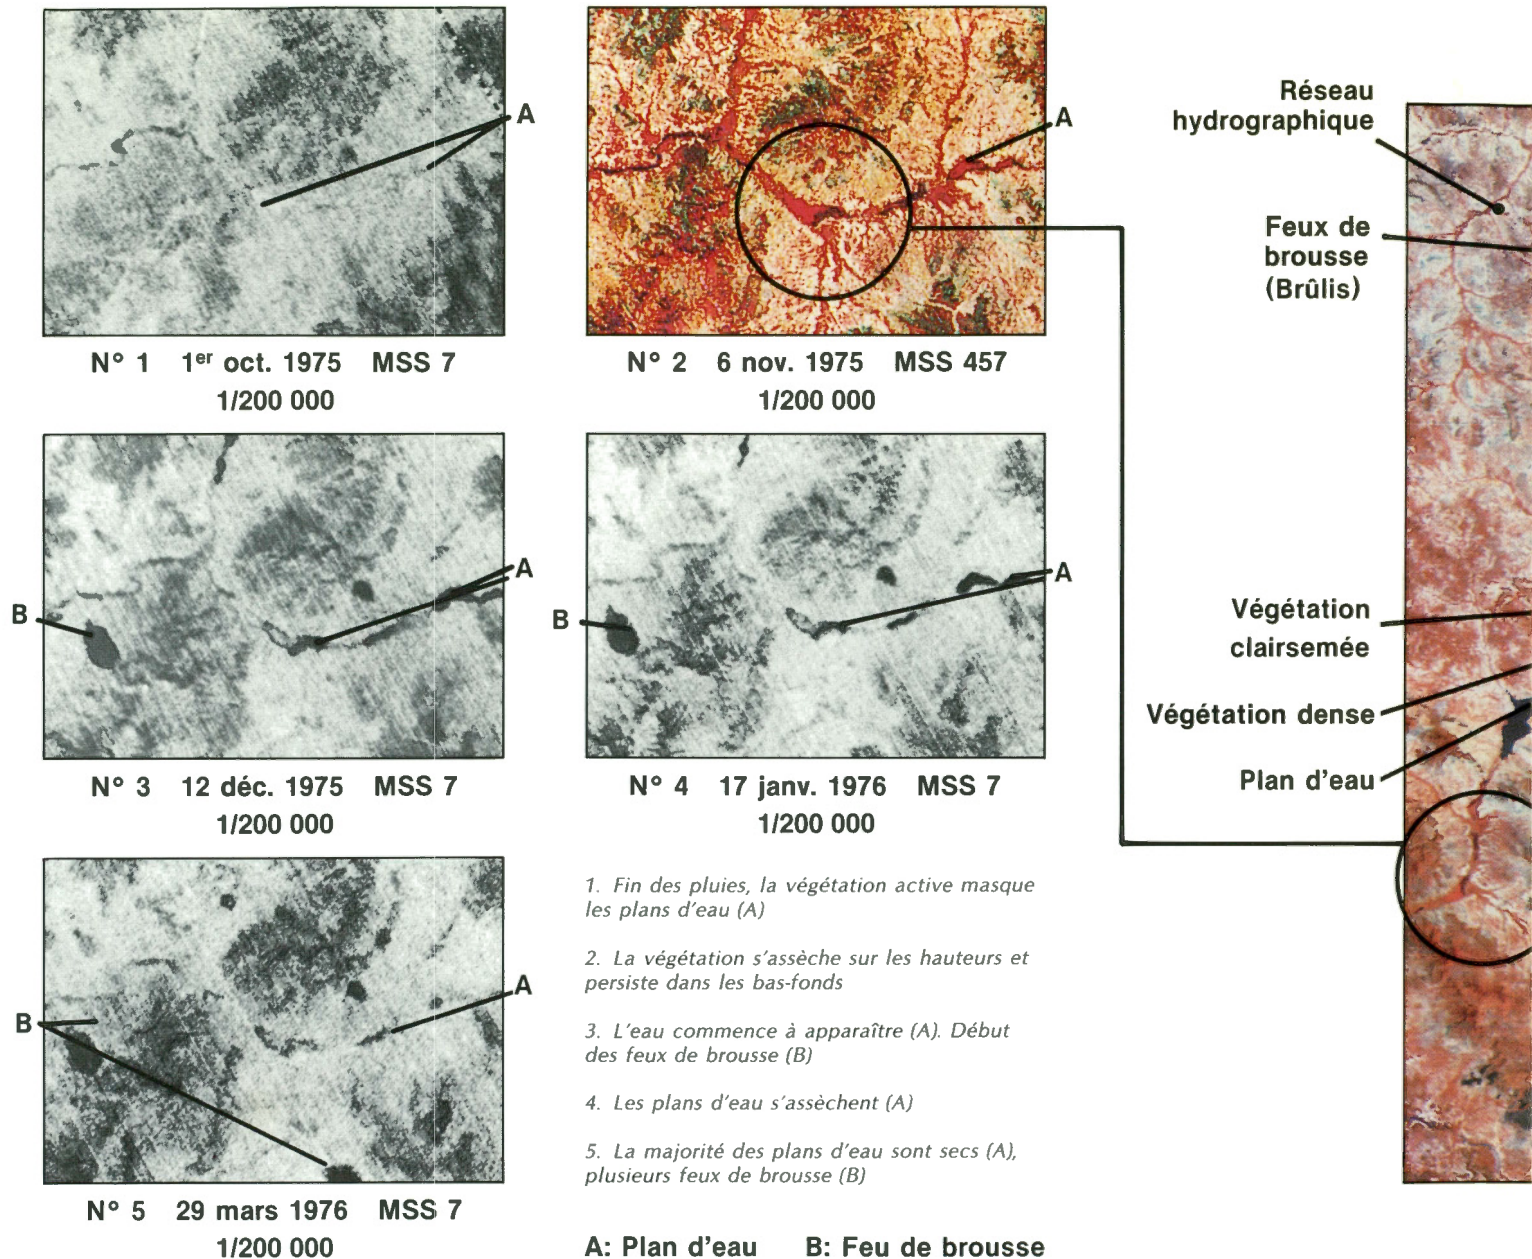 A
N° 1 1er oct. 1975 MSS 7
1/200 000
A
N° 2 6 nov. 1975 MSS 457
1/200 000
B
A
N° 3 12 déc. 1975 MSS 7
1/200 000
B
A
N° 4 17 janv. 1976 MSS 7
1/200 000
B
A
N° 5 29 mars 1976 MSS 7
1/200 000
1. Fin des pluies, la végétation active masque
les plans d'eau (A)
2. La végétation s'assèche sur les hauteurs et
persiste dans les bas-fonds
3. L'eau commence à apparaître (A). Début
des feux de brousse (B)
4. Les plans d'eau s'assèchent (A)
5. La majorité des plans d'eau sont secs (A),
plusieurs feux de brousse (B)
A: Plan d'eau B: Feu de brousse
Réseau
hydrographique
Feux de
brousse
(Brûlis)
Végétation
clairsemée
Végétation dense
Plan d'eau